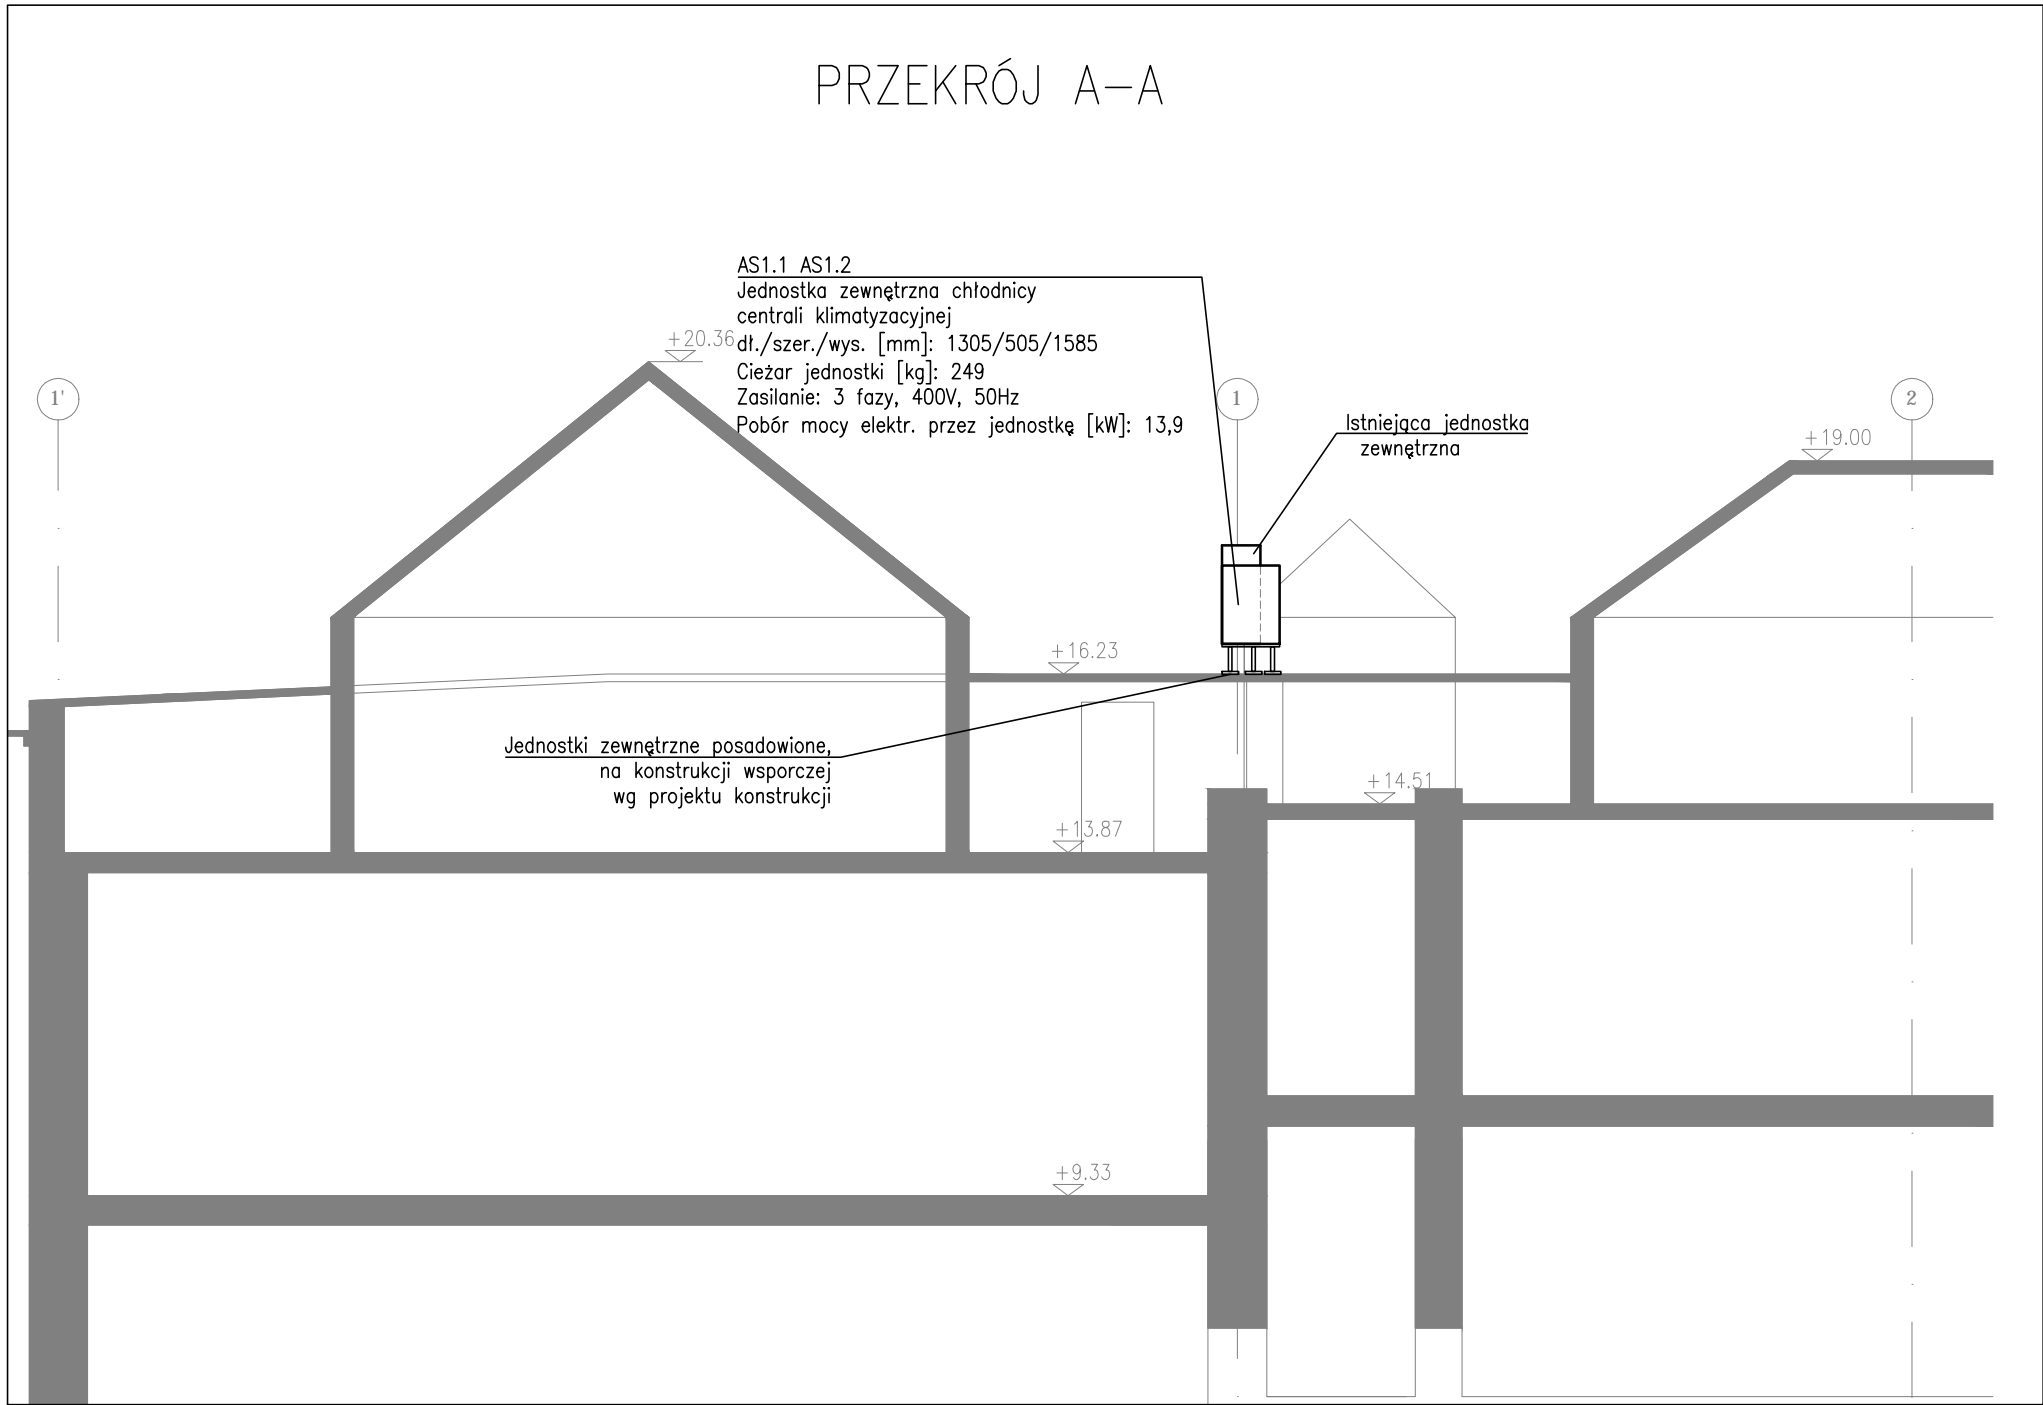 PRZEKRÓJ A-A
AS1.1 AS1.2
Jednostka zewnętrzna chłodnicy
centrali klimatyzacyjnej
dł./szer./wys. [mm]: 1305/505/1585
Cieżar jednostki [kg]: 249
Zasilanie: 3 fazy, 400V, 50Hz
Pobór mocy elektr. przez jednostkę [kW]: 13,9
+20.36
1'
1
2
Istniejąca jednostka
zewnętrzna
+19.00
+16.23
Jednostki zewnętrzne posadowione,
na konstrukcji wsporczej
wg projektu konstrukcji
+14.51
+13.87
+9.33